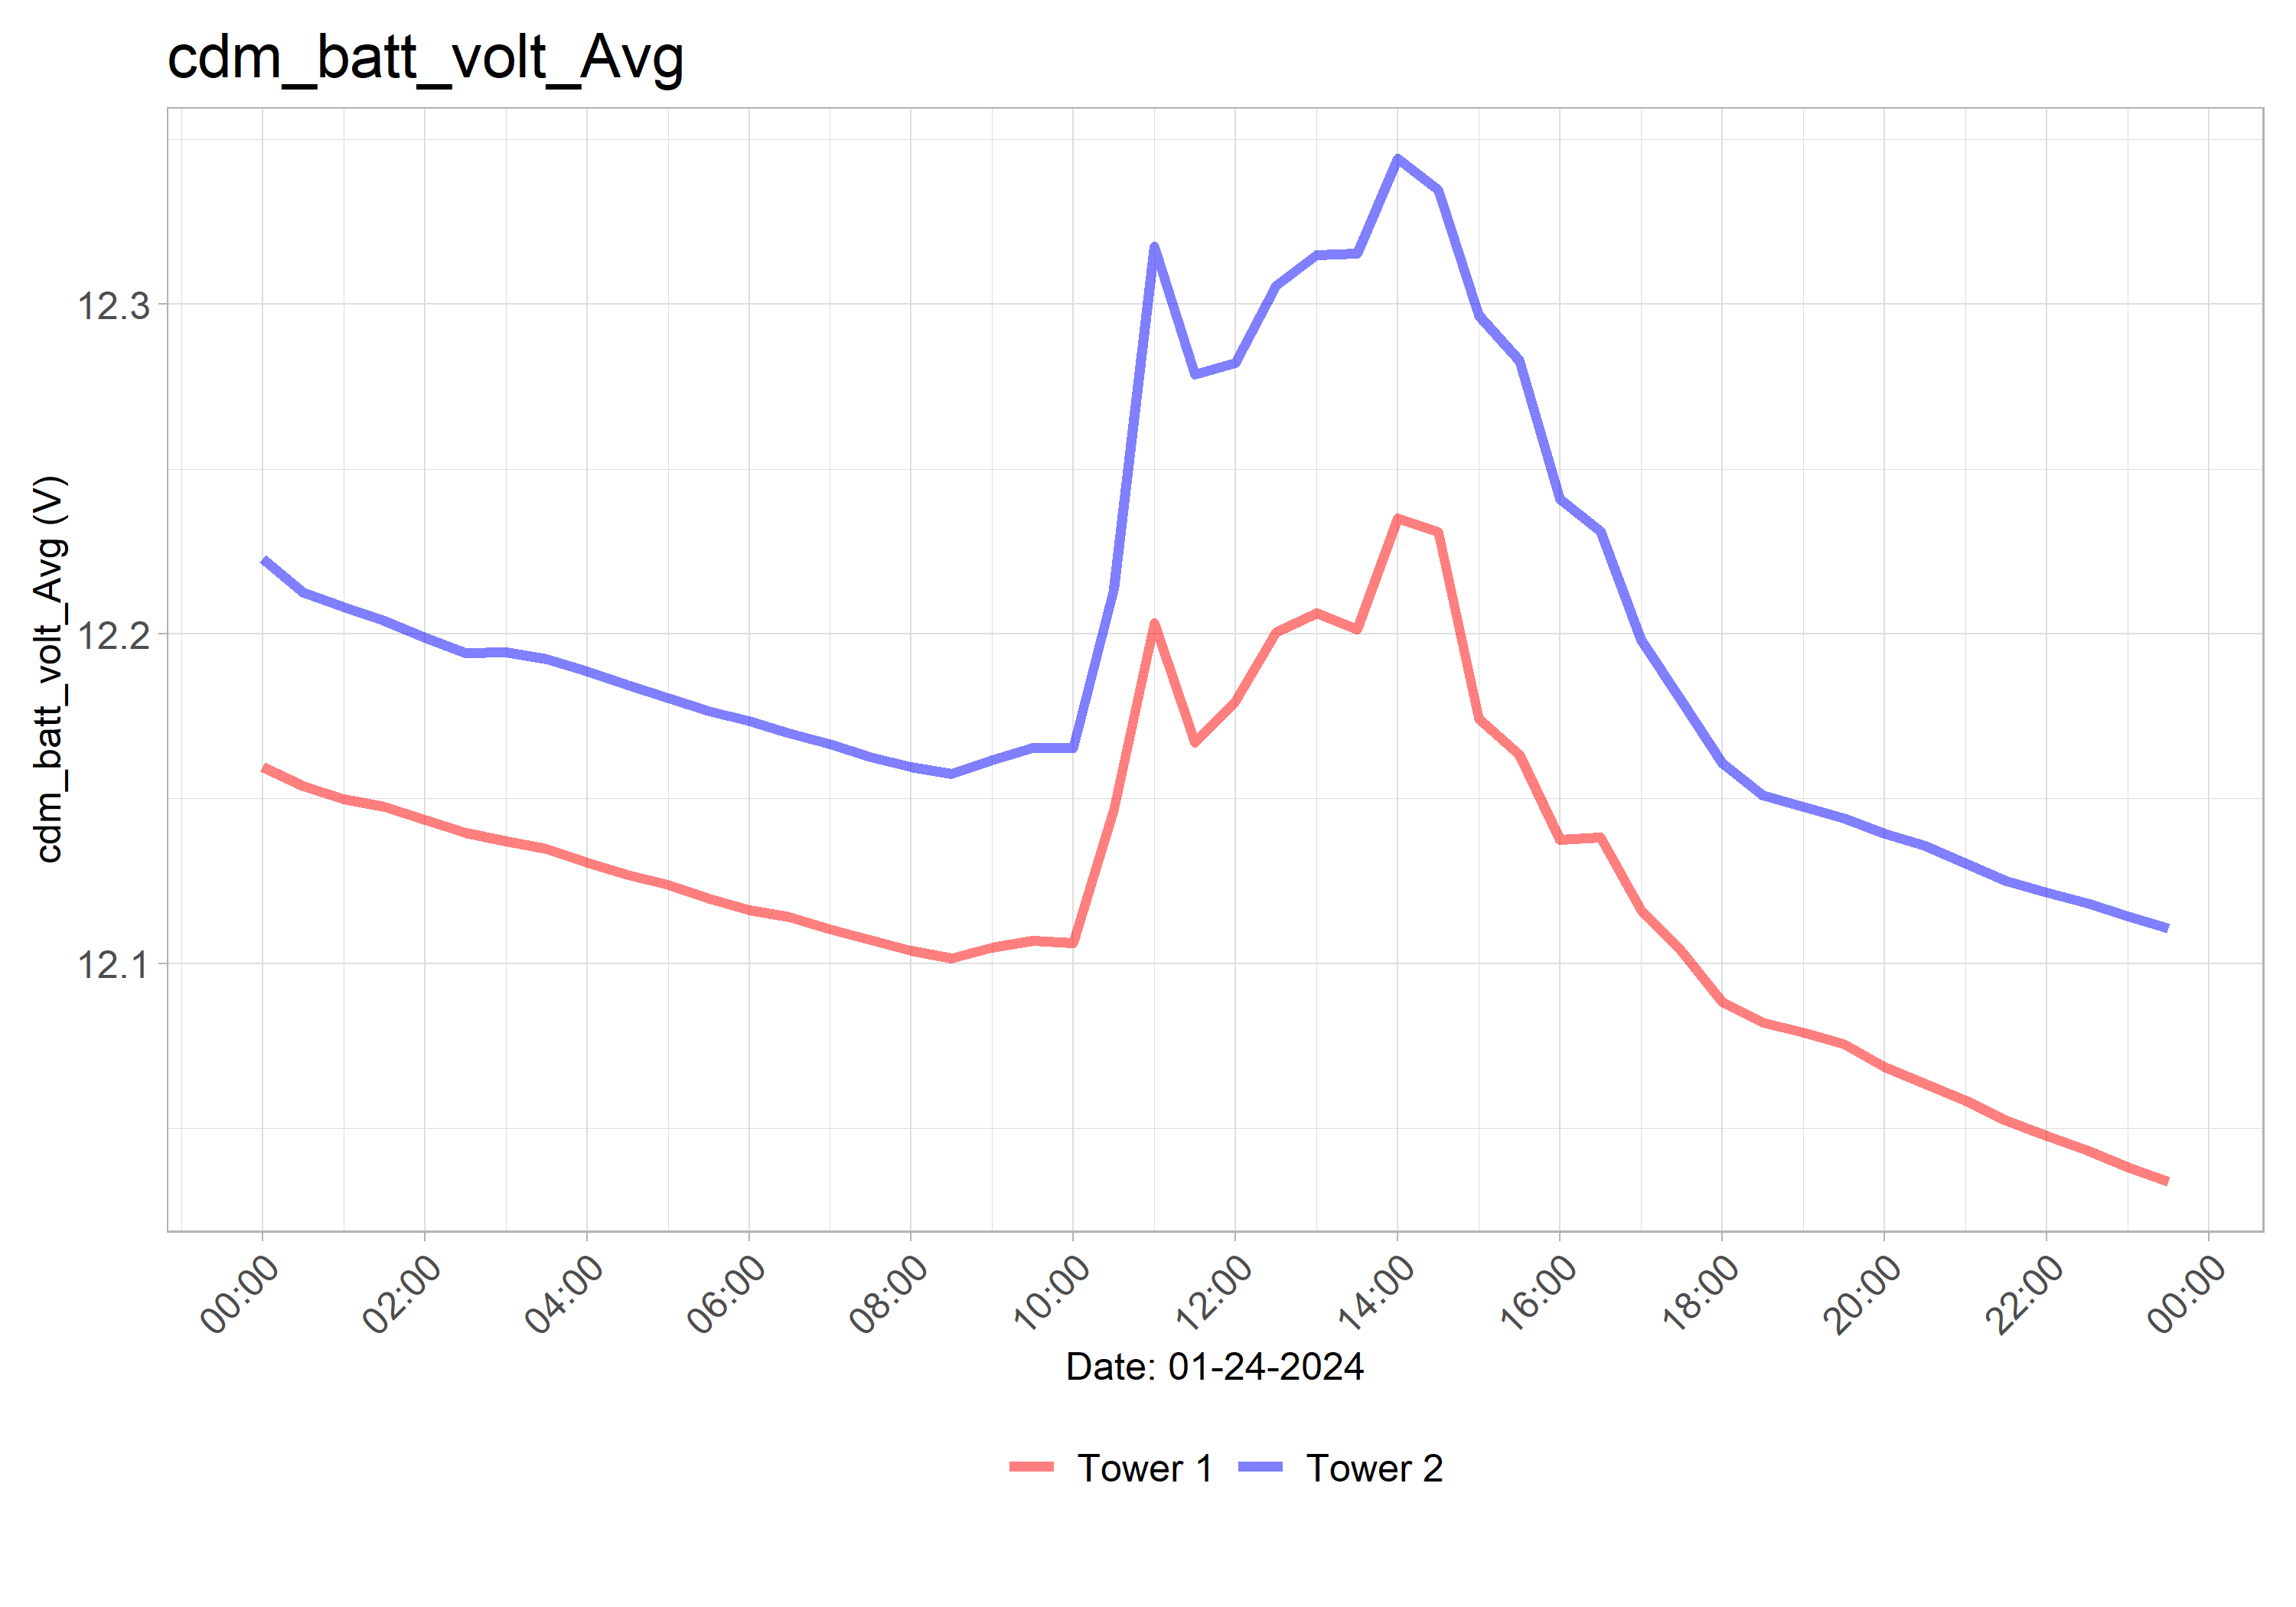 cdm_batt_volt_Avg
cdm_batt_volt_Avg (V)
12.3
12.2
12.1
00:00 02:00 04:00 06:00 08:00 10:00 12:00 14:00 16:00 18:00 20:00 22:00 00:00
Date: 01-24-2024
Tower 1 Tower 2